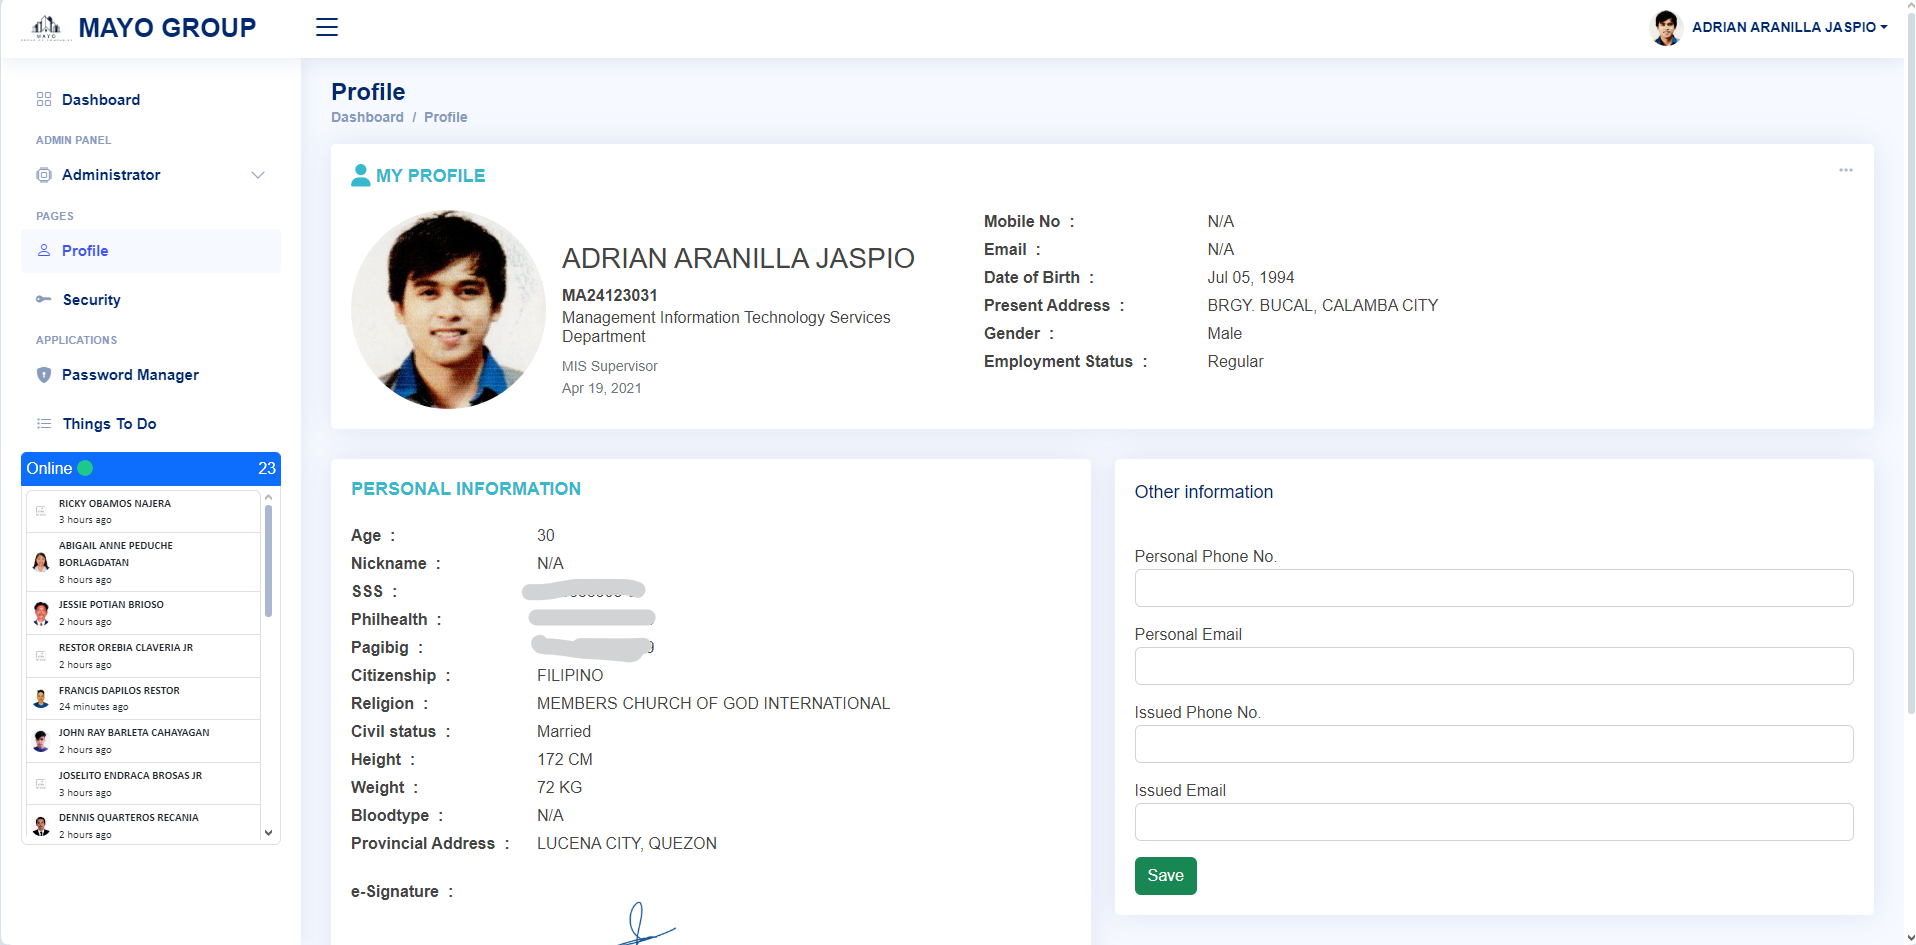 MAYO GROUP
ADRIAN ARANILLA JASPIO
Dashboard
ADMIN PANEL
Administrator
PAGES
Profile
Security
APPLICATIONS
Password Manager
Things To Do
Online 23
RICKY OBAMOS NAJERA
3 hours ago
ABIGAIL ANNE PEDUCHE
BORLAGDATAN
8 hours ago
JESSIE POTIAN BRIOSO
2 hours ago
RESTOR OREBIA CLAVERIA JR
2 hours ago
FRANCIS DAPILOS RESTOR
24 minutes ago
JOHN RAY BARLETA CAHAYAGAN
2 hours ago
JOSELITO ENDRACA BROSAS JR
3 hours ago
DENNIS QUARTEROS RECANIA
2 hours ago
Profile
Dashboard / Profile
MY PROFILE
ADRIAN ARANILLA JASPIO
MA24123031
Management Information Technology Services
Department
MIS Supervisor
Apr 19, 2021
Mobile No : N/A
Email : N/A
Date of Birth : Jul 05, 1994
Present Address : BRGY. BUCAL, CALAMBA CITY
Gender : Male
Employment Status : Regular
PERSONAL INFORMATION
Age : 30
Nickname : N/A
SSS :
Philhealth :
Pagibig :
Citizenship : FILIPINO
Religion : MEMBERS CHURCH OF GOD INTERNATIONAL
Civil status : Married
Height : 172 CM
Weight : 72 KG
Bloodtype : N/A
Provincial Address : LUCENA CITY, QUEZON
e-Signature :
Other information
Personal Phone No.
Personal Email
Issued Phone No.
Issued Email
Save